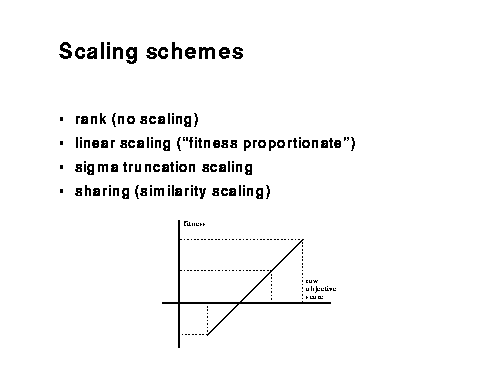 Scaling schemes
▪ rank (no scaling)
▪ linear scaling (“fitness proportionate”)
▪ sigma truncation scaling
▪ sharing (similarity scaling)
fitness
raw
objective
score